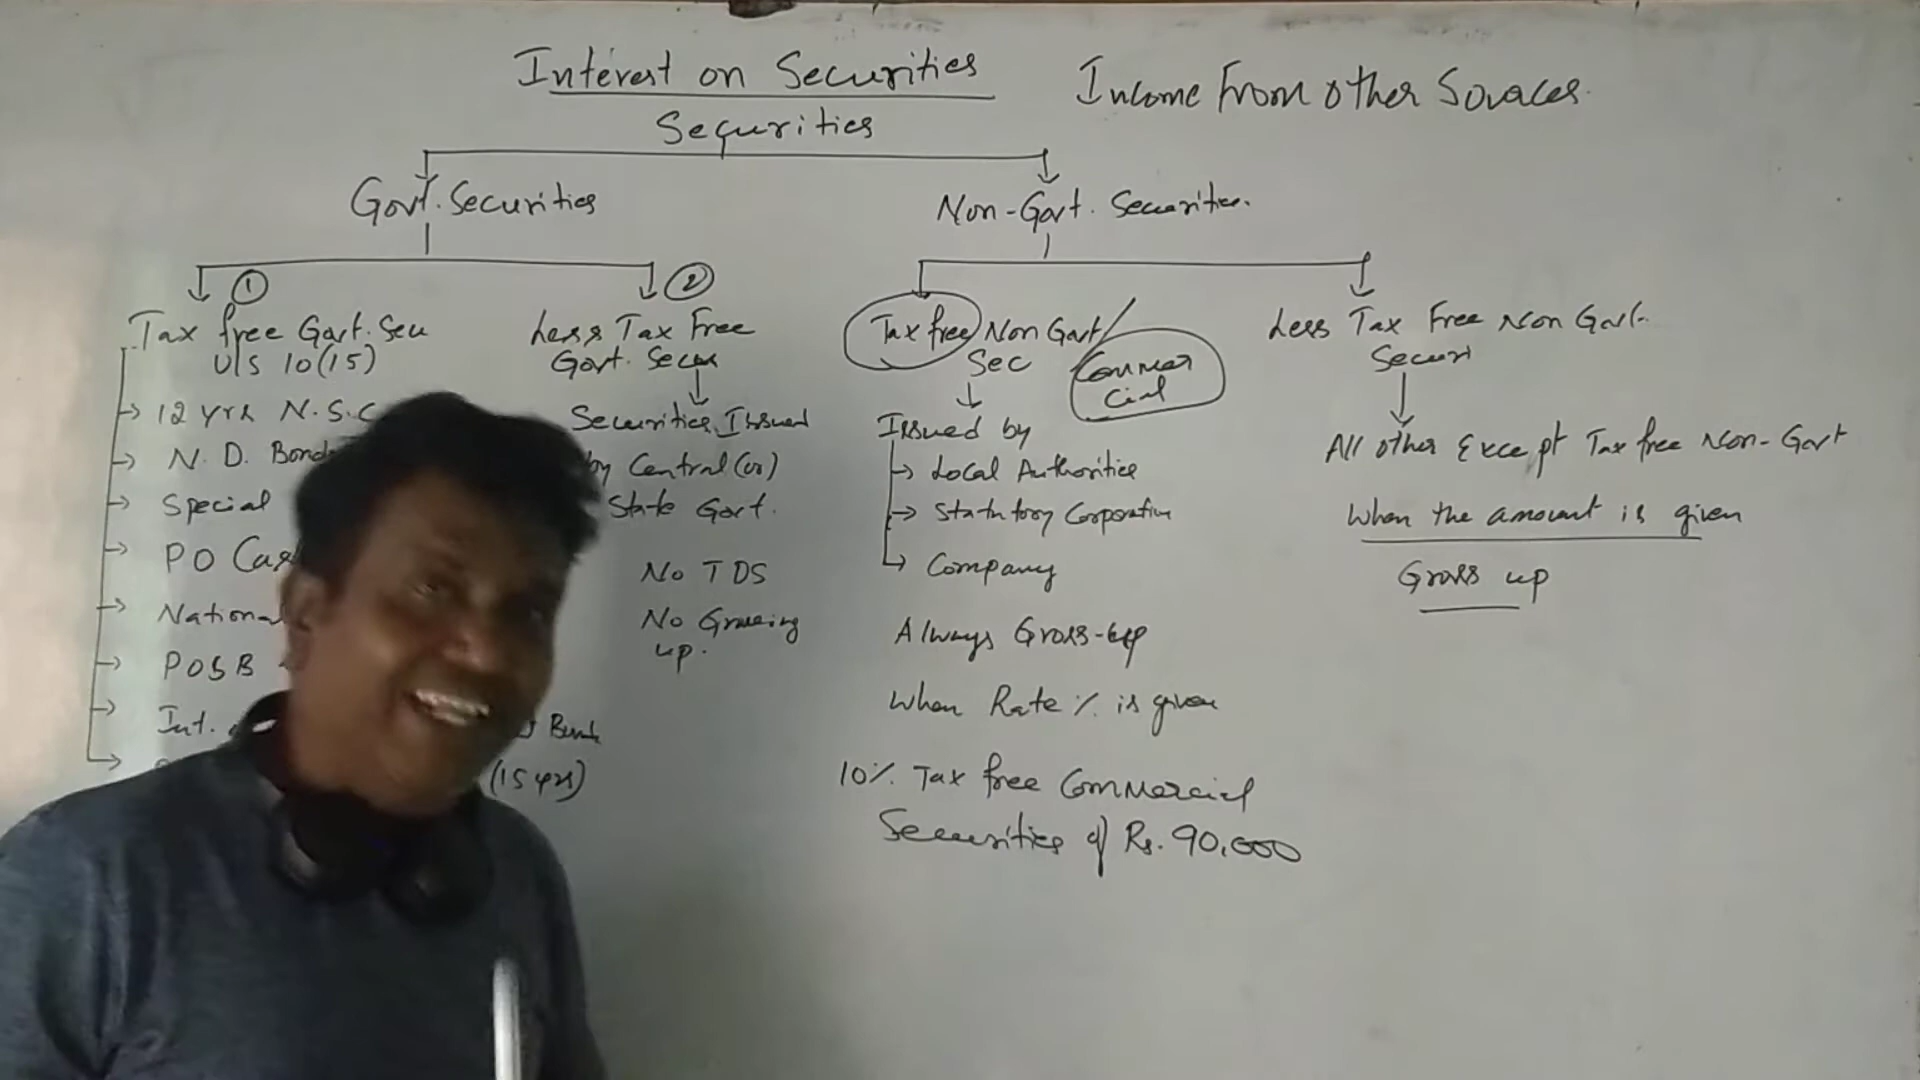 Interest on Securities
Income From other Sources
Securities
Govt. Securities
Non-Govt. Securities.
①
Tax free Govt. Sec
U/S 10(15)
12 yrs N.S.C
N. D. Bond
Special
PO Cas
National
POSB
Int.
Bond
(15 yrs)
②
Less Tax Free
Govt. Secur
Securities Issued
by Central (or)
State Govt.
No TDS
No Grossing
up.
Tax free Non Govt/
Sec
Commer
cial
Issued by
Local Authorities
Statutory Corporation
Company
Always Gross-up
When Rate % is given
10% Tax free Commercial
Securities of Rs. 90,000
Less Tax Free Non Govt.
Securi
All other Except Tax free Non-Govt
When the amount is given
Gross up